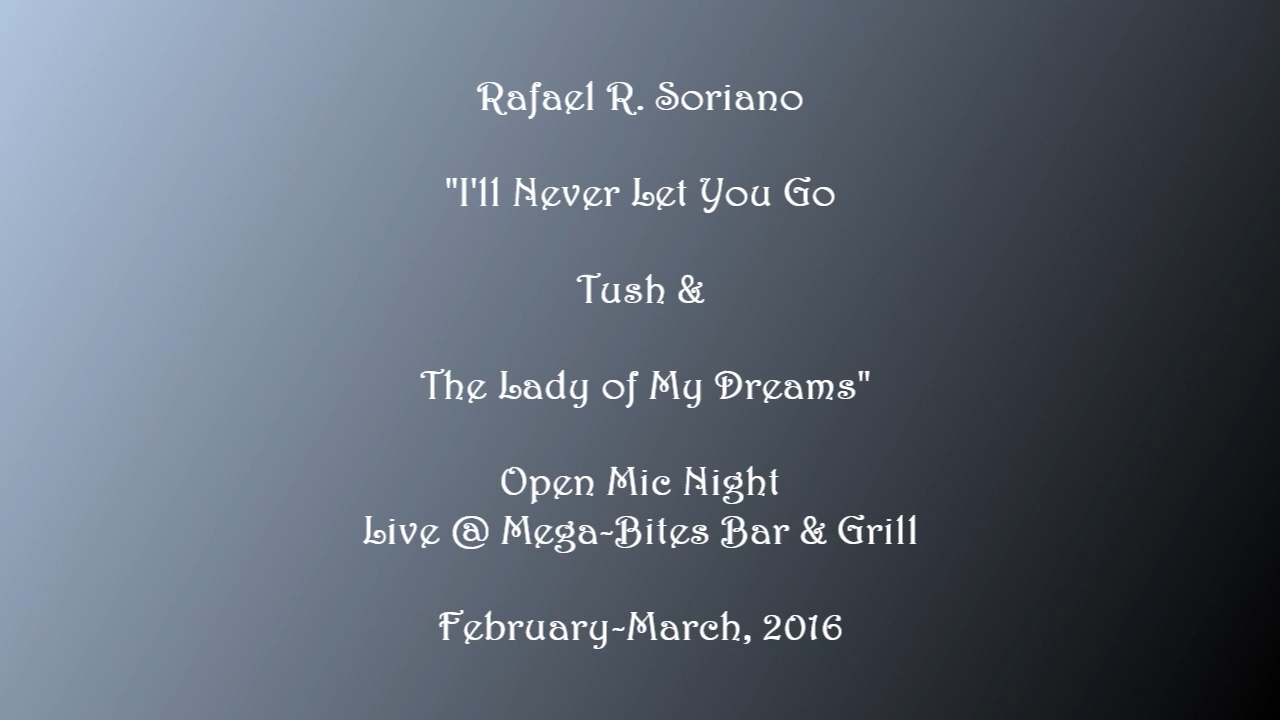 Rafael R. Soriano
"I'll Never Let You Go
Tush &
The Lady of My Dreams"
Open Mic Night
Live @ Mega-Bites Bar & Grill
February-March, 2016